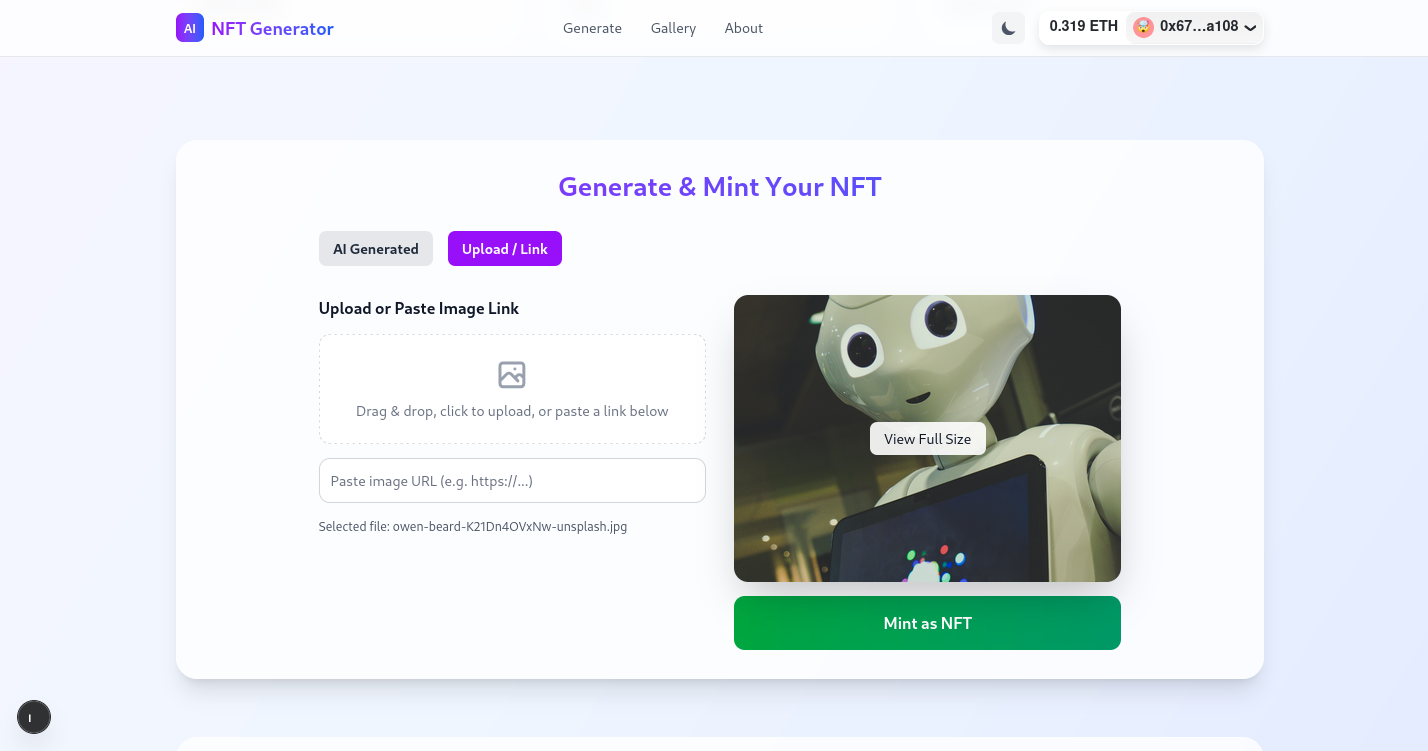 AI NFT Generator Generate Gallery About 0.319 ETH 0x67...a108
Generate & Mint Your NFT
AI Generated Upload / Link
Upload or Paste Image Link
Drag & drop, click to upload, or paste a link below
Paste image URL (e.g. https://...)
Selected file: owen-beard-K21Dn4OVxNw-unsplash.jpg
View Full Size
Mint as NFT